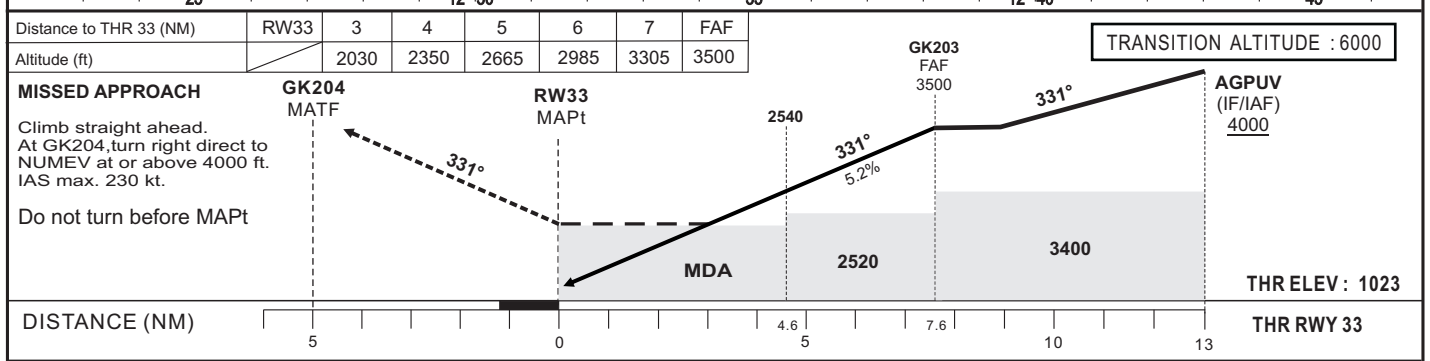 Distance to THR 33 (NM) RW33 3 4 5 6 7 FAF
Altitude (ft) 2030 2350 2665 2985 3305 3500
TRANSITION ALTITUDE : 6000
MISSED APPROACH
Climb straight ahead.
At GK204,turn right direct to
NUMEV at or above 4000 ft.
IAS max. 230 kt.
Do not turn before MAPt
GK204
MATF
331°
RW33
MAPt
2540
331°
5.2%
GK203
FAF
3500
331°
AGPUV
(IF/IAF)
4000
MDA
2520
3400
THR ELEV : 1023
DISTANCE (NM)
5 0 4.6 5 7.6 10 13
THR RWY 33